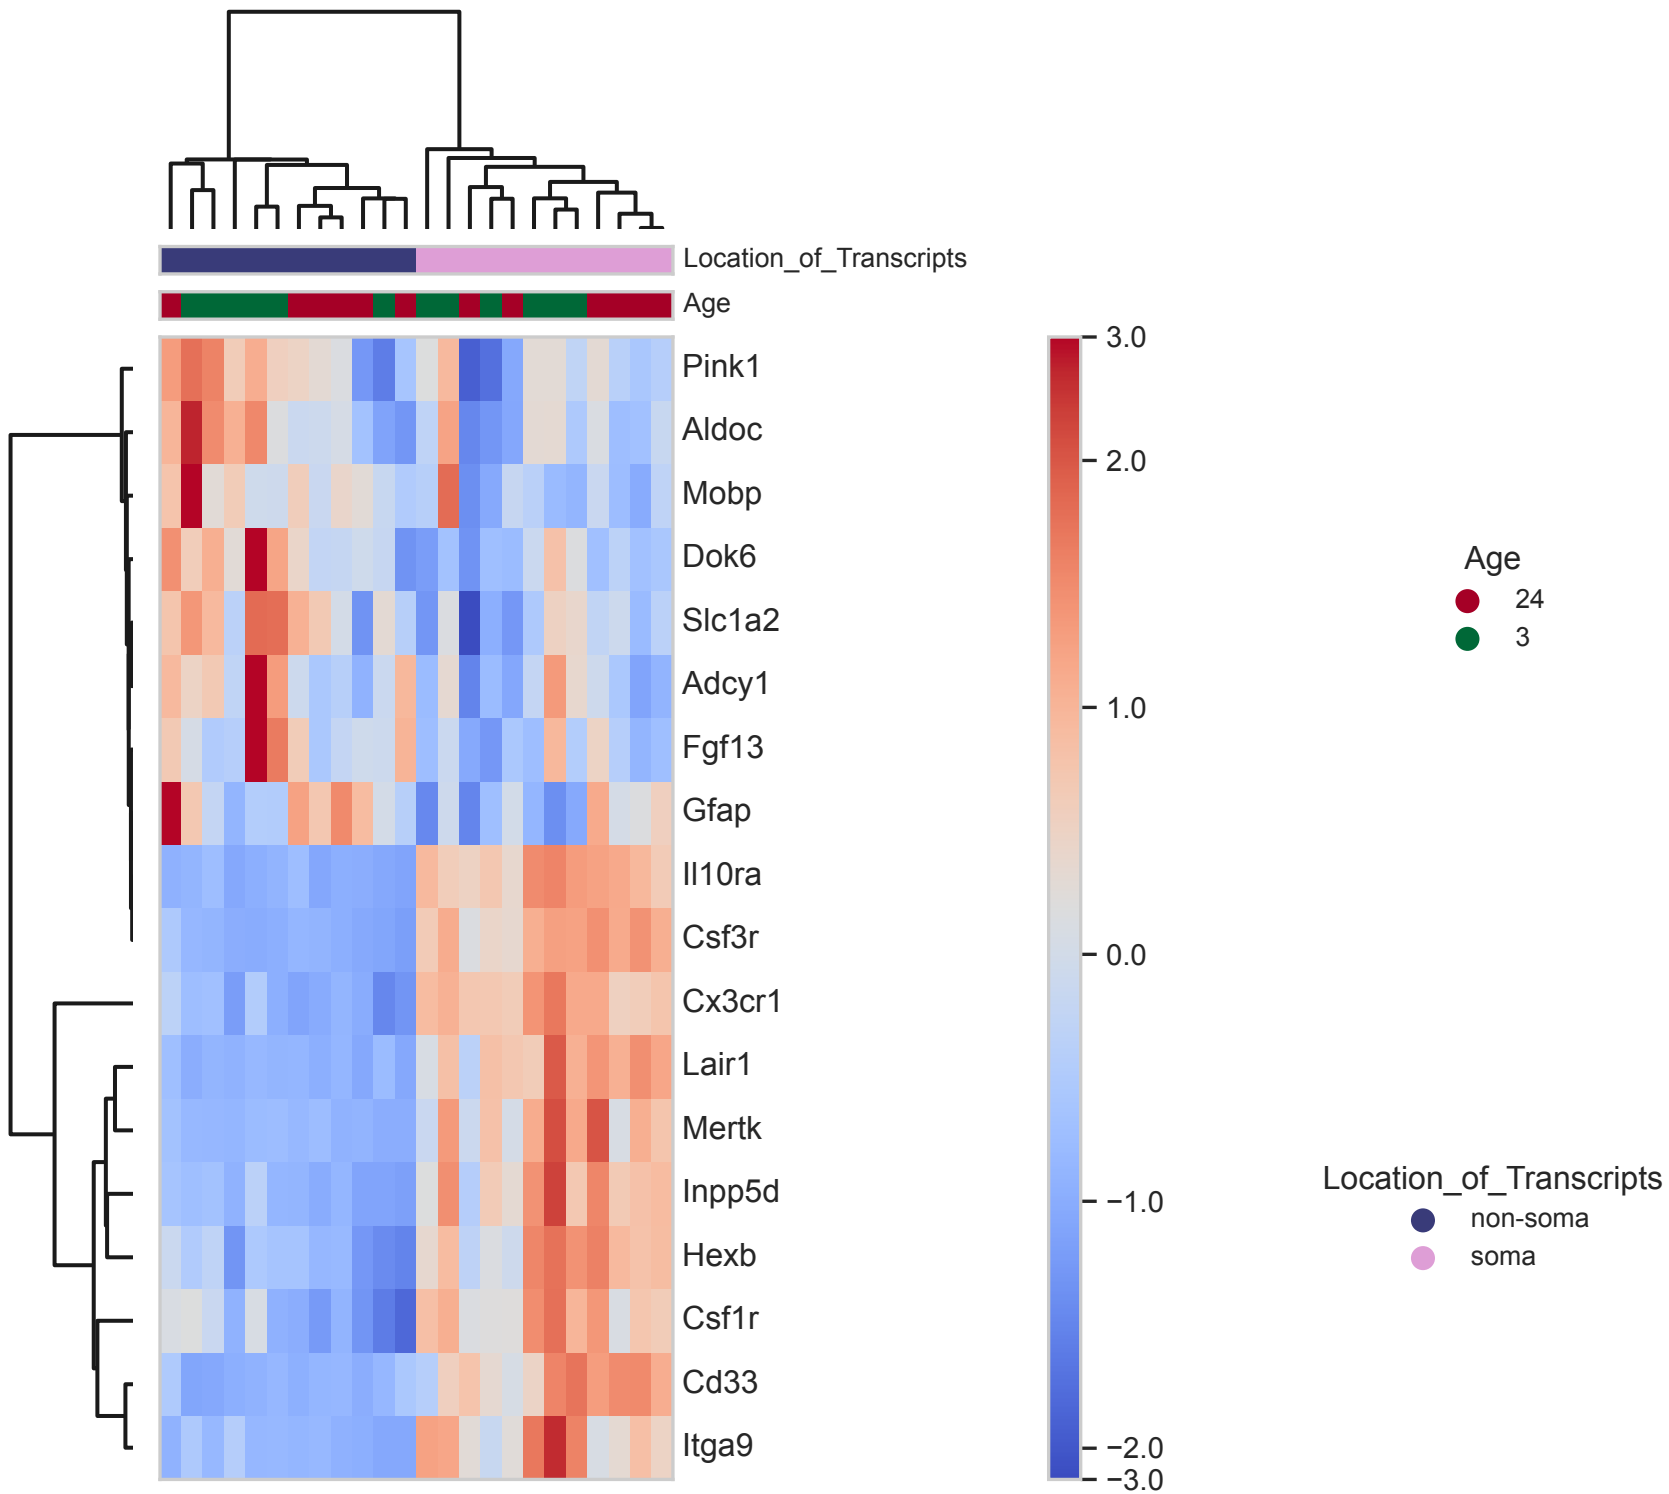 Location_of_Transcripts
Age
Pink1
Aldoc
Mobp
Dok6
Slc1a2
Adcy1
Fgf13
Gfap
Il10ra
Csf3r
Cx3cr1
Lair1
Mertk
Inpp5d
Hexb
Csf1r
Cd33
Itga9
3.0
2.0
1.0
0.0
−1.0
−2.0
−3.0
Age
24
3
Location_of_Transcripts
non-soma
soma